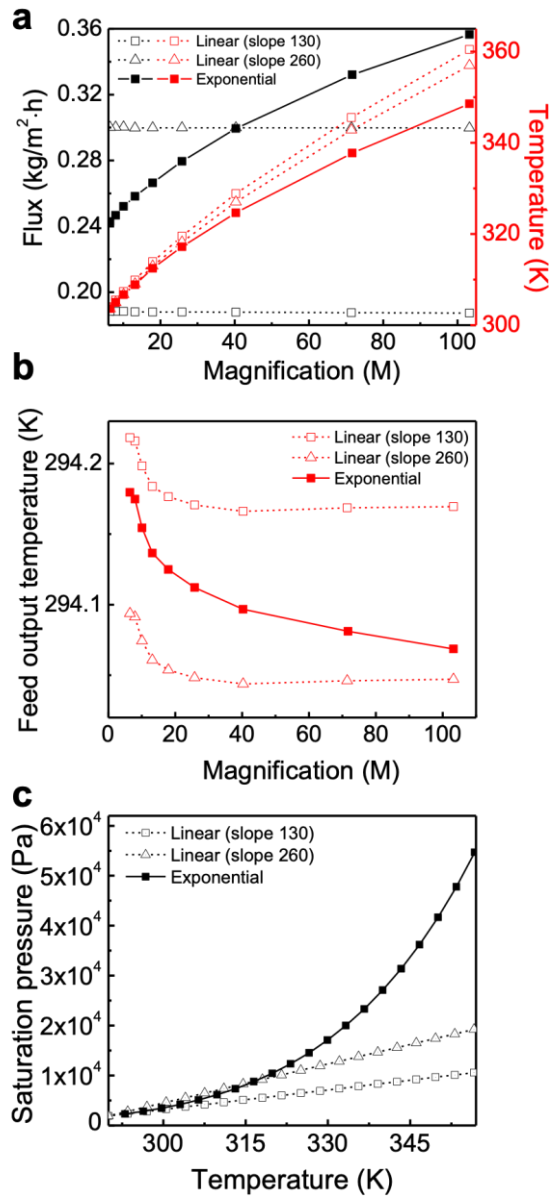 a
0.36
0.32
0.28
0.24
0.20
Flux (kg/m²·h)
Linear (slope 130)
Linear (slope 260)
Exponential
360
340
320
300
Temperature (K)
20 40 60 80 100
Magnification (M)
b
294.2
294.1
Feed output temperature (K)
Linear (slope 130)
Linear (slope 260)
Exponential
0 20 40 60 80 100
Magnification (M)
c
6x10⁴
5x10⁴
4x10⁴
3x10⁴
2x10⁴
1x10⁴
0
Saturation pressure (Pa)
Linear (slope 130)
Linear (slope 260)
Exponential
300 315 330 345
Temperature (K)